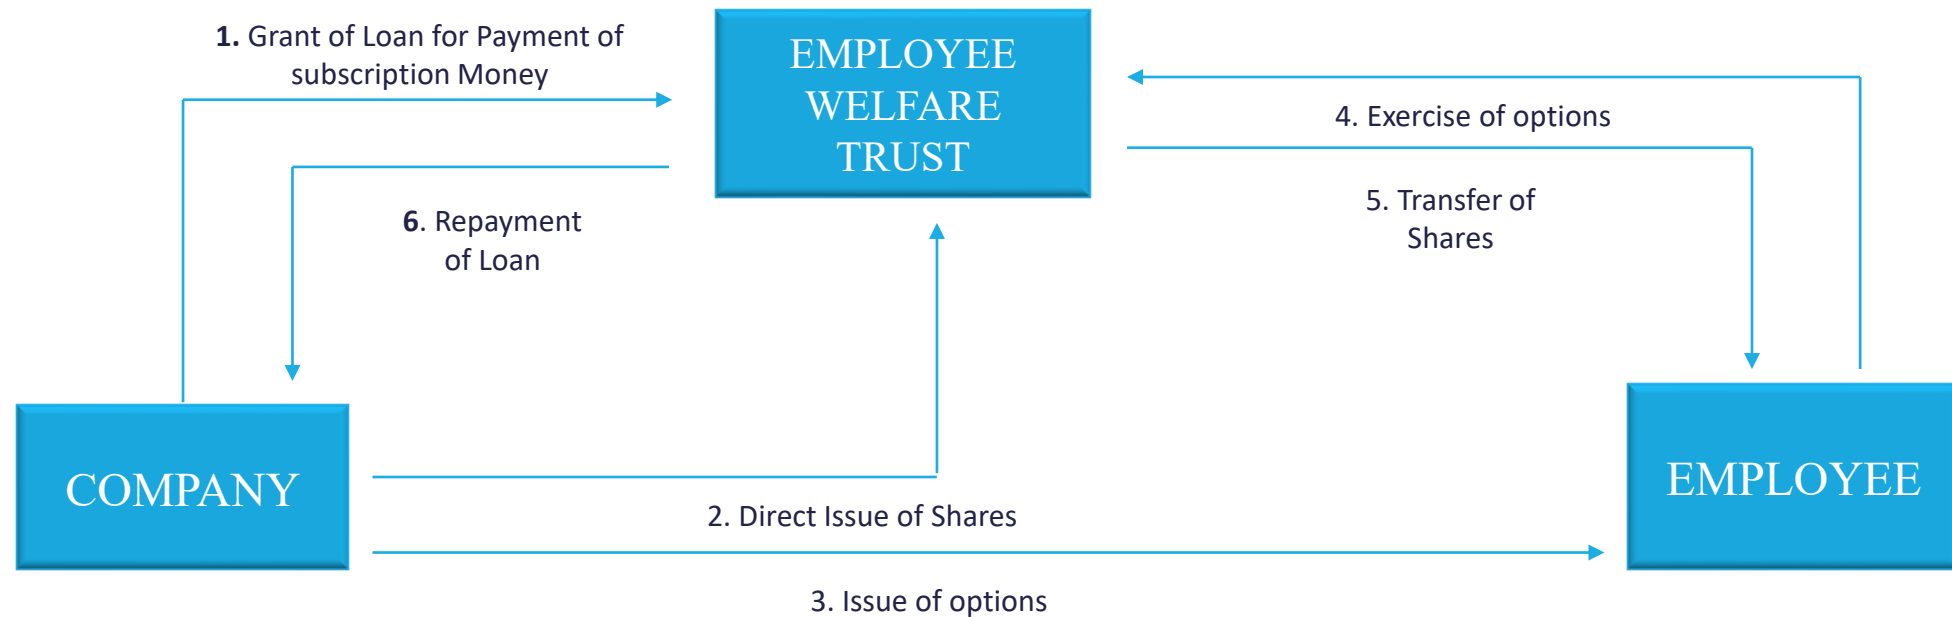 1. Grant of Loan for Payment of
subscription Money
EMPLOYEE
WELFARE
TRUST
4. Exercise of options
5. Transfer of
Shares
6. Repayment
of Loan
COMPANY
EMPLOYEE
2. Direct Issue of Shares
3. Issue of options